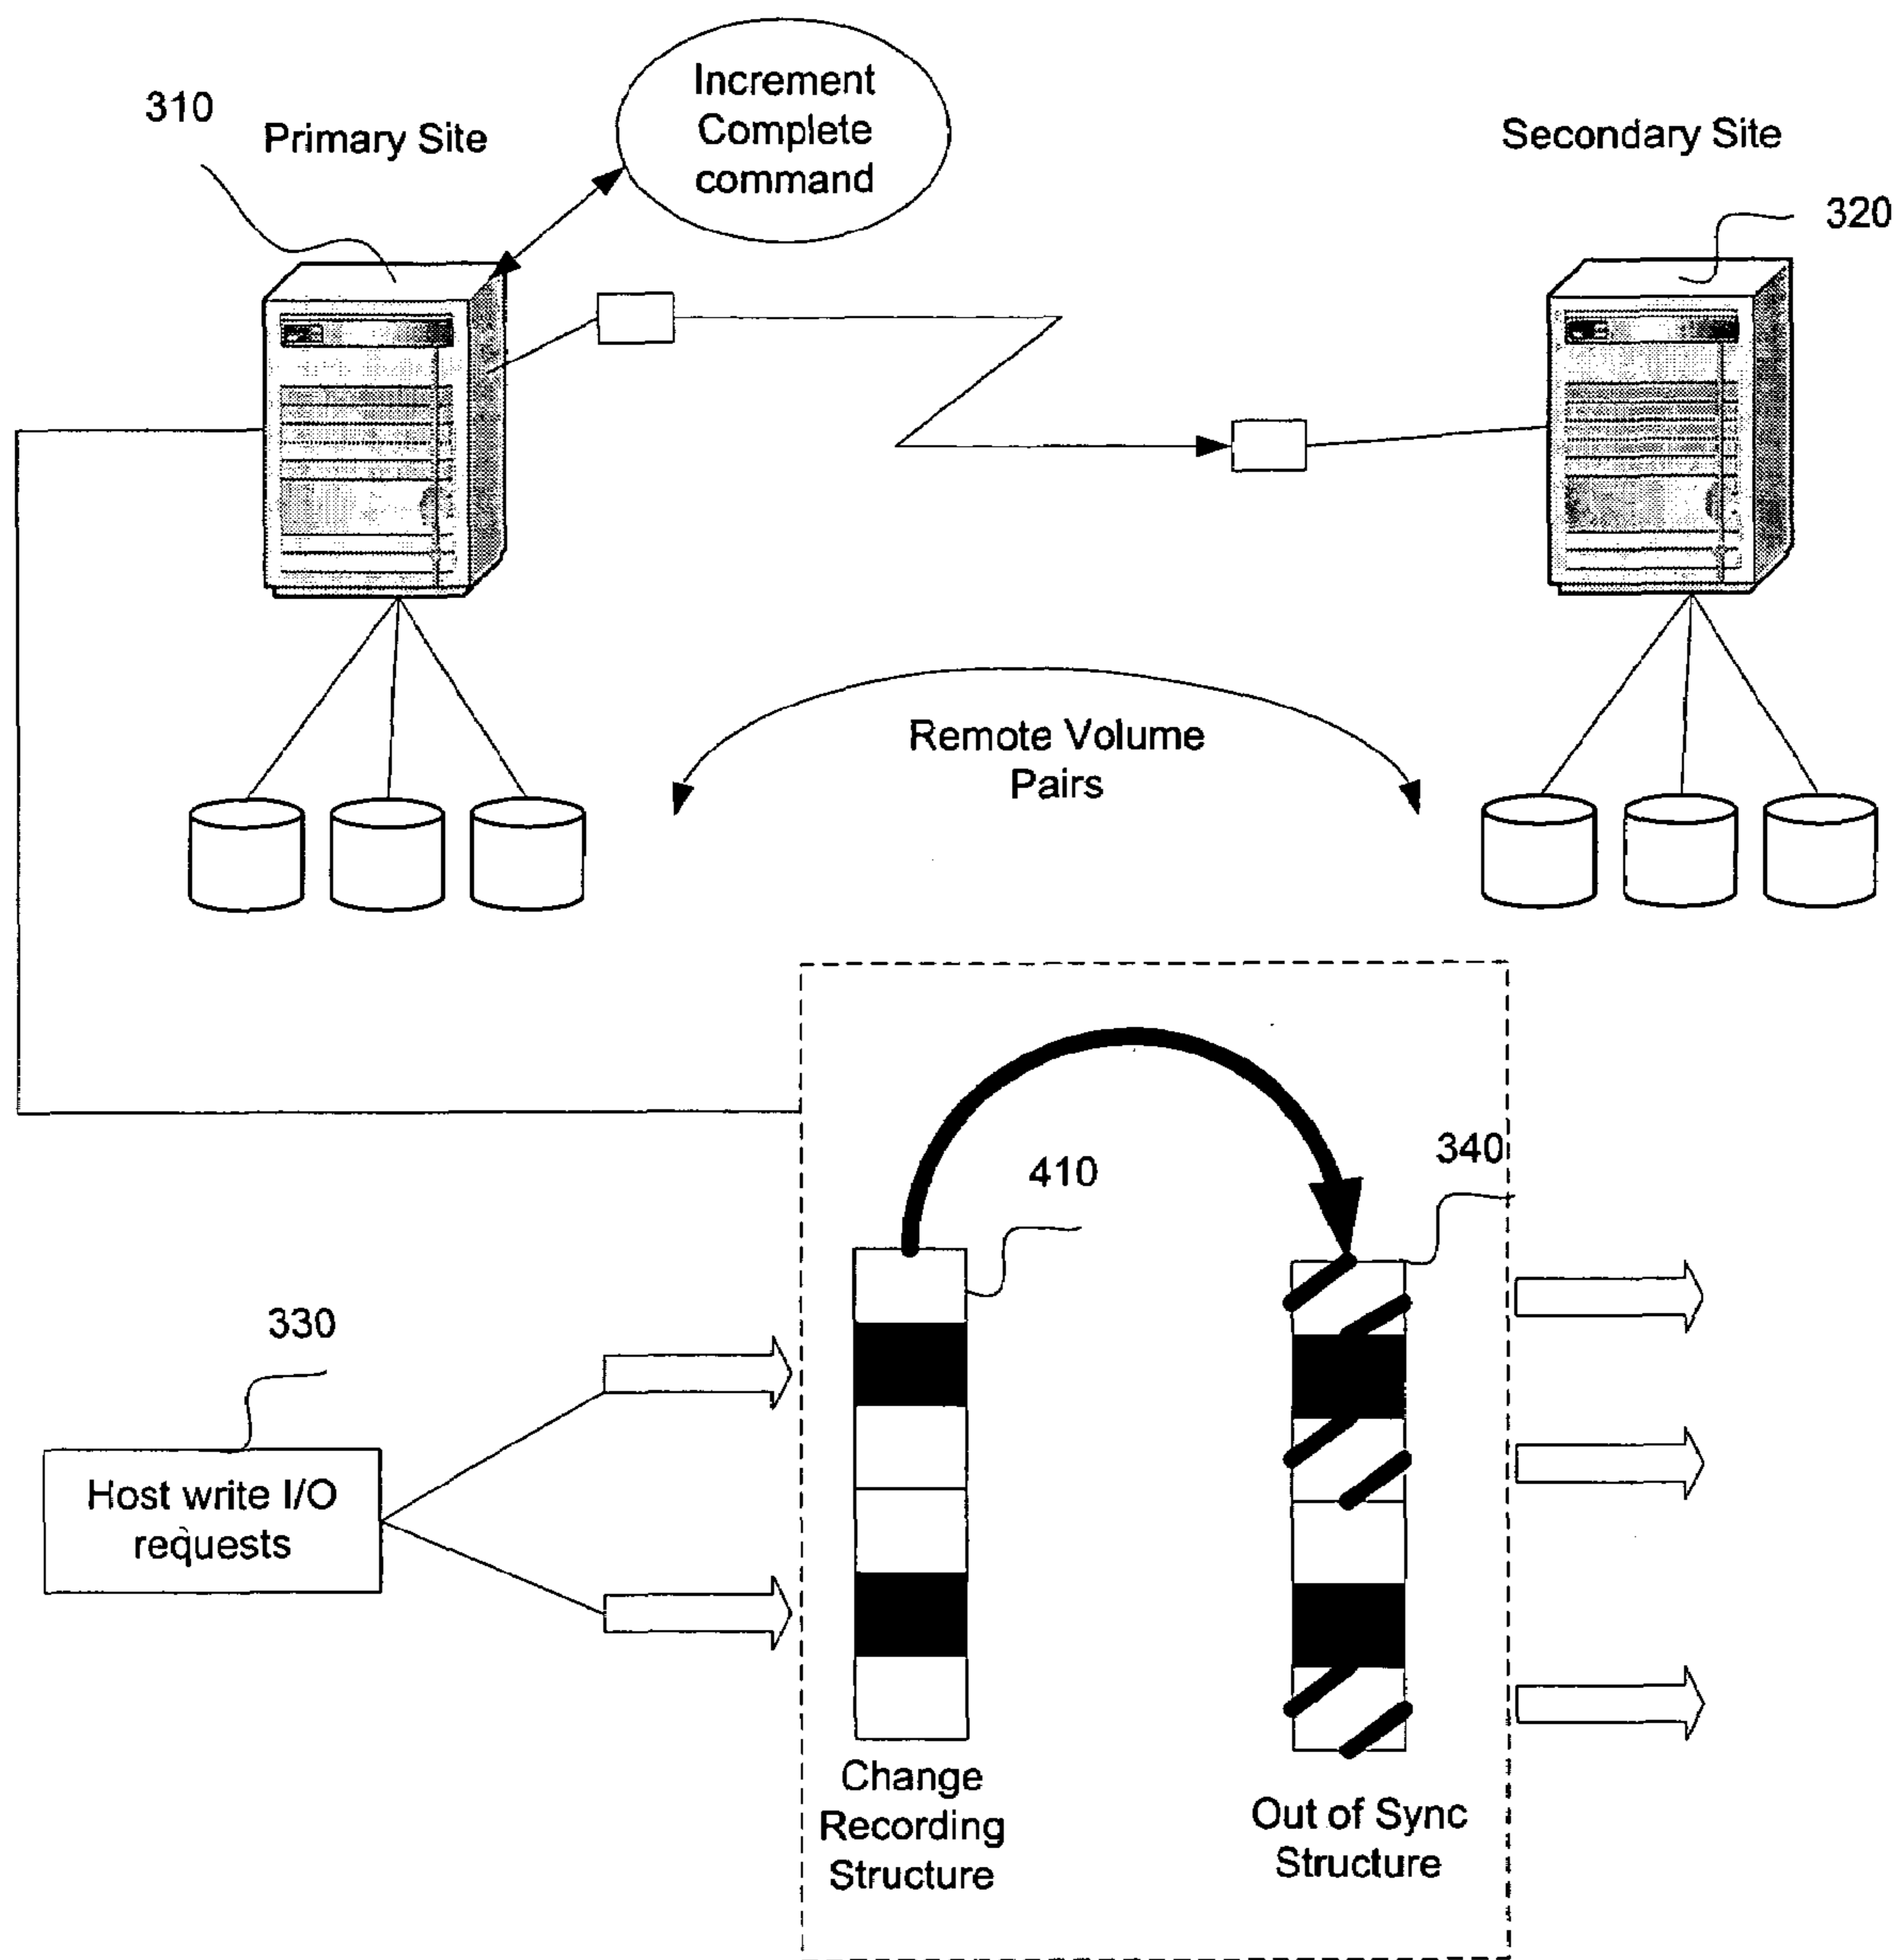 Increment
Complete
command
310
Primary Site
Secondary Site
320
Remote Volume
Pairs
410
340
330
Host write I/O
requests
Change
Recording
Structure
Out of Sync
Structure